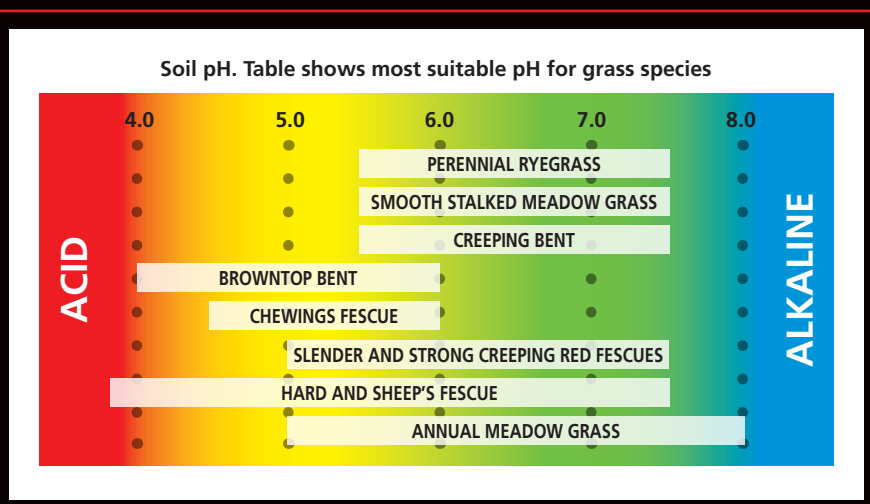 Soil pH. Table shows most suitable pH for grass species
4.0 5.0 6.0 7.0 8.0
PERENNIAL RYEGRASS
SMOOTH STALKED MEADOW GRASS
CREEPING BENT
ACID
BROWNTOP BENT
ALKALINE
CHEWINGS FESCUE
SLENDER AND STRONG CREEPING RED FESCUES
HARD AND SHEEP'S FESCUE
ANNUAL MEADOW GRASS